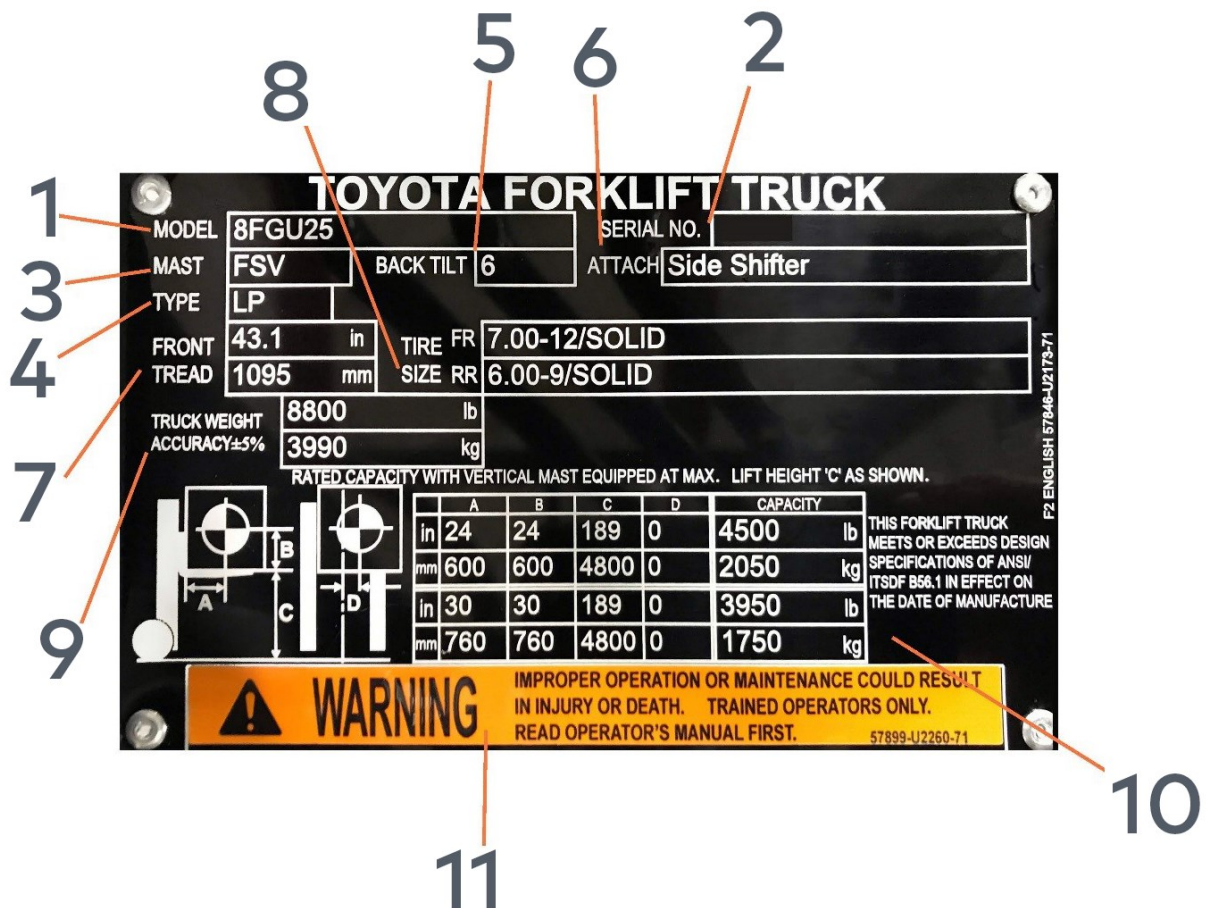 5
6
2
8
TOYOTA FORKLIFT TRUCK
1
MODEL 8FGU25 SERIAL NO.
3
MAST FSV BACK TILT 6 ATTACH Side Shifter
TYPE LP
4
FRONT TREAD 43.1 in TIRE SIZE FR 7.00-12/SOLID
1095 mm RR 6.00-9/SOLID
7
TRUCK WEIGHT 8800 lb
ACCURACY±5% 3990 kg
F2 ENGLISH 57846-U2173-71
RATED CAPACITY WITH VERTICAL MAST EQUIPPED AT MAX. LIFT HEIGHT 'C' AS SHOWN.
B
A
C
D
A B C D CAPACITY
in 24 24 189 0 4500 lb
mm 600 600 4800 0 2050 kg
in 30 30 189 0 3950 lb
mm 760 760 4800 0 1750 kg
THIS FORKLIFT TRUCK
MEETS OR EXCEEDS DESIGN
SPECIFICATIONS OF ANSI/
ITSDF B56.1 IN EFFECT ON
THE DATE OF MANUFACTURE
9
10
WARNING
IMPROPER OPERATION OR MAINTENANCE COULD RESULT
IN INJURY OR DEATH. TRAINED OPERATORS ONLY.
READ OPERATOR'S MANUAL FIRST.
57899-U2260-71
11